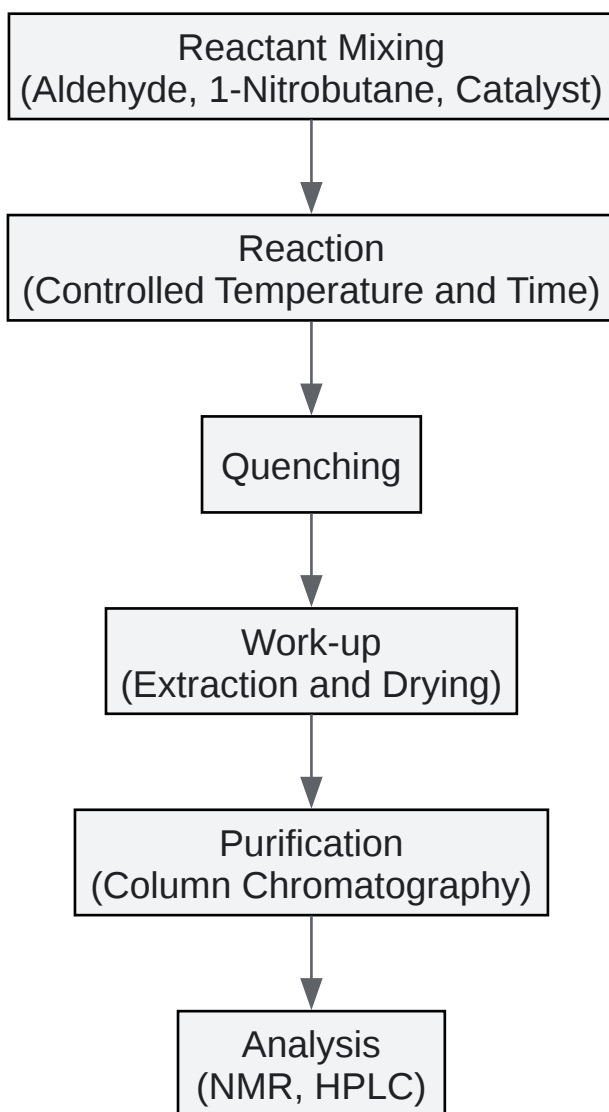 Reactant Mixing
(Aldehyde, 1-Nitrobutane, Catalyst)
Reaction
(Controlled Temperature and Time)
Quenching
Work-up
(Extraction and Drying)
Purification
(Column Chromatography)
Analysis
(NMR, HPLC)